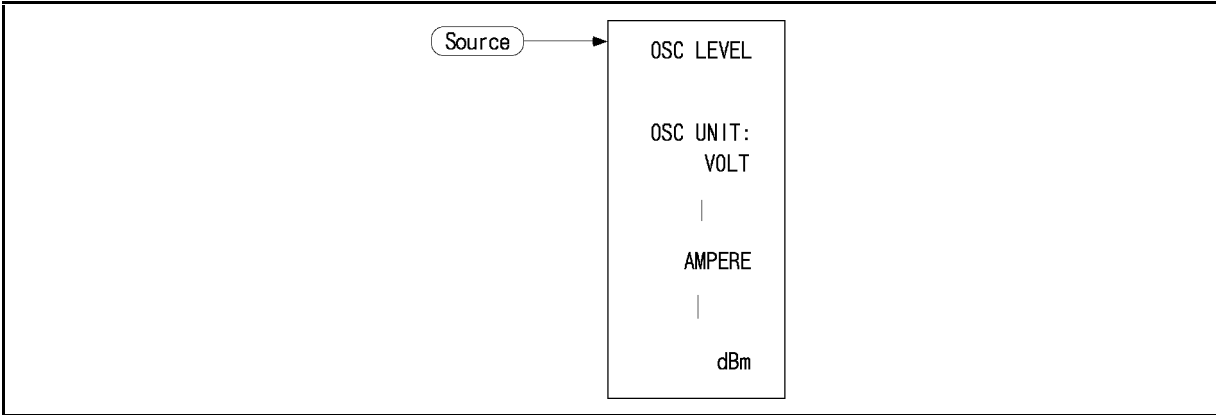 Source
OSC LEVEL
OSC UNIT:
VOLT
AMPERE
dBm